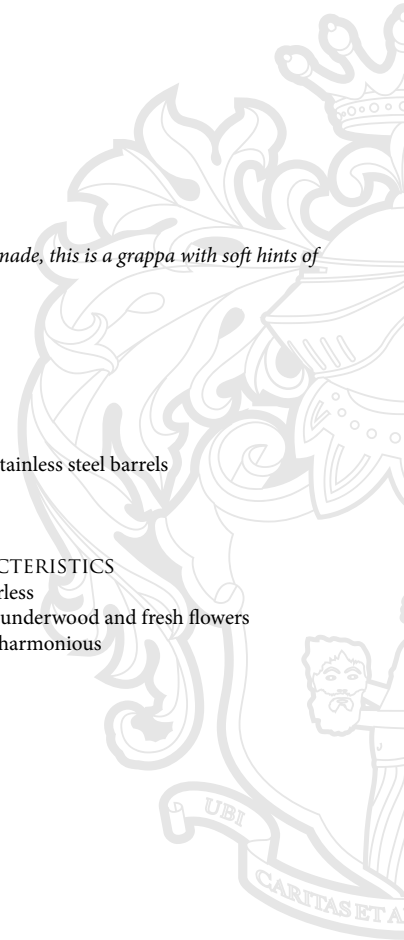 made, this is a grappa with soft hints of
tainless steel barrels
CTERISTICS
rless
underwood and fresh flowers
harmonious
UBI
CARITAS ET A